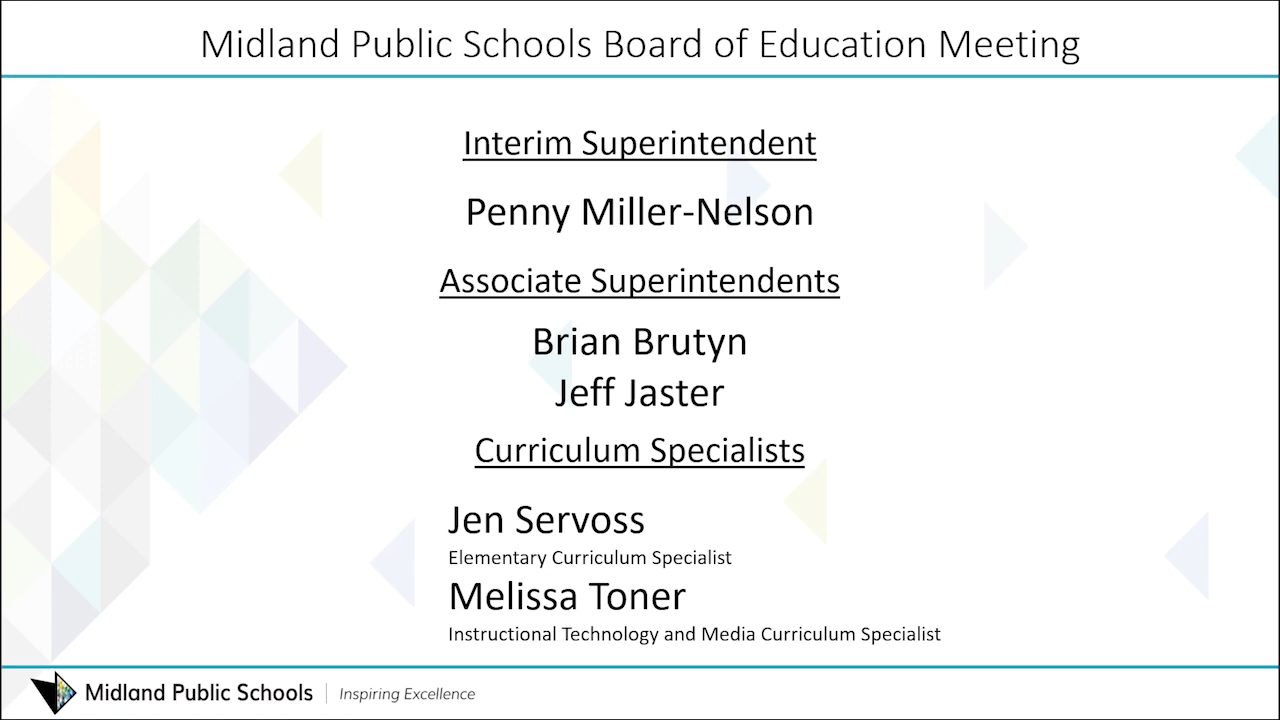 Midland Public Schools Board of Education Meeting
Interim Superintendent
Penny Miller-Nelson
Associate Superintendents
Brian Brutyn
Jeff Jaster
Curriculum Specialists
Jen Servoss
Elementary Curriculum Specialist
Melissa Toner
Instructional Technology and Media Curriculum Specialist
Midland Public Schools | Inspiring Excellence